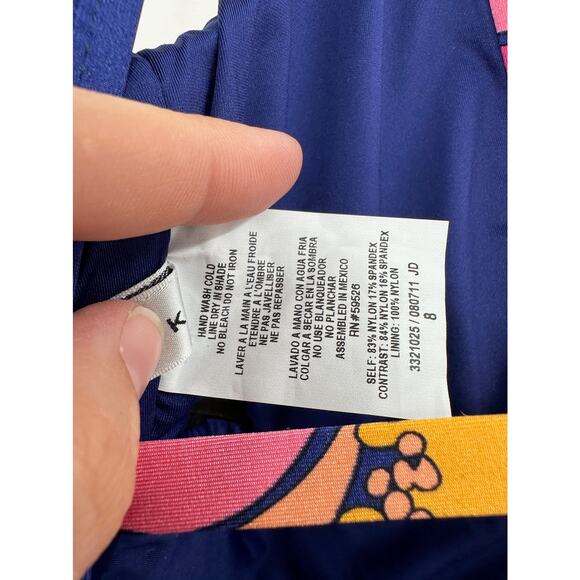 HAND WASH COLD
LINE DRY IN SHADE
NO BLEACH DO NOT IRON
LAVER A LA MAIN A L'EAU FROIDE
ETENDRE A L'OMBRE
NE PAS JAVELLISER
NE PAS REPASSER
LAVADO A MANO CON AGUA FRIA
COLGAR A SECAR EN LA SOMBRA
NO USE BLANQUEADOR
NO PLANCHAR
ASSEMBLED IN MEXICO
RN#59526
SELF: 83% NYLON 17% SPANDEX
CONTRAST: 84% NYLON 16% SPANDEX
LINING: 100% NYLON
3321025 / 080711 JD
8
K